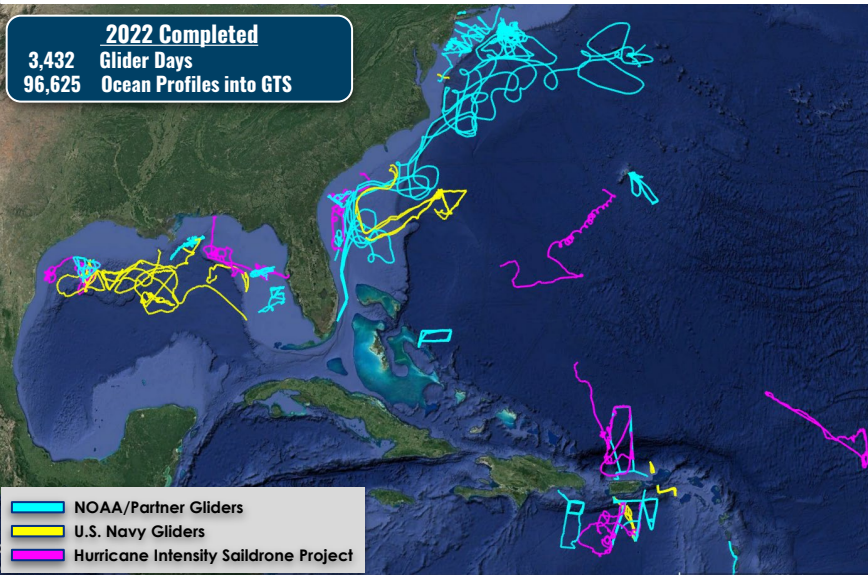 2022 Completed
3,432 Glider Days
96,625 Ocean Profiles into GTS
NOAA/Partner Gliders
U.S. Navy Gliders
Hurricane Intensity Saildrone Project